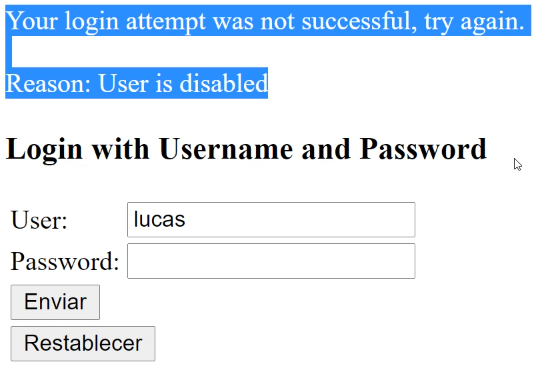 Your login attempt was not successful, try again.
Reason: User is disabled
Login with Username and Password
User: lucas
Password:
Enviar
Restablecer